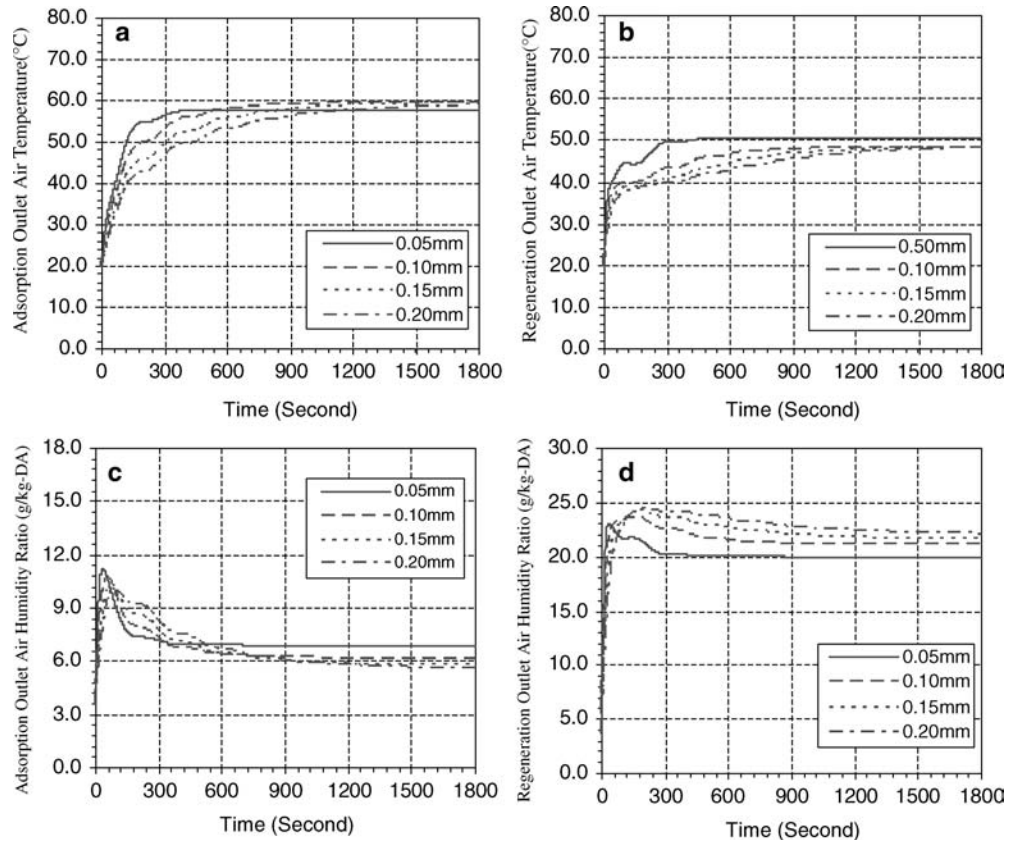 a
Adsorption Outlet Air Temperature(°C)
80.0
70.0
60.0
50.0
40.0
30.0
20.0
10.0
0.0
0.05mm
0.10mm
0.15mm
0.20mm
0 300 600 900 1200 1500 1800
Time (Second)
b
Regeneration Outlet Air Temperature(°C)
80.0
70.0
60.0
50.0
40.0
30.0
20.0
10.0
0.0
0.50mm
0.10mm
0.15mm
0.20mm
0 300 600 900 1200 1500 1800
Time (Second)
c
Adsorption Outlet Air Humidity Ratio (g/kg-DA)
18.0
15.0
12.0
9.0
6.0
3.0
0.0
0.05mm
0.10mm
0.15mm
0.20mm
0 300 600 900 1200 1500 1800
Time (Second)
d
Regeneration Outlet Air Humidity Ratio (g/kg-DA)
30.0
25.0
20.0
15.0
10.0
5.0
0.0
0.05mm
0.10mm
0.15mm
0.20mm
0 300 600 900 1200 1500 1800
Time (Second)